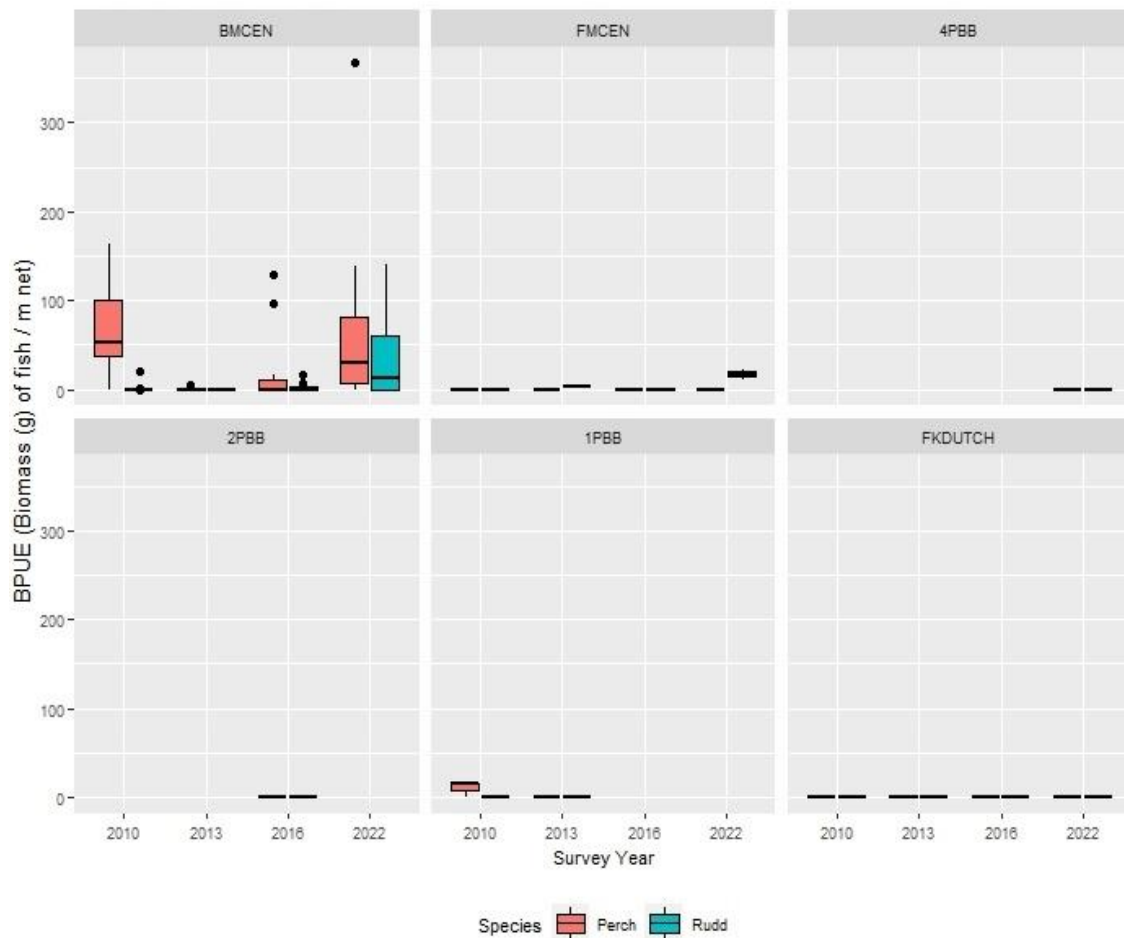 BMCEN FMCEN 4PBB
300
200
100
0
2PBB 1PBB FKDUTCH
300
200
100
0
2010 2013 2016 2022 2010 2013 2016 2022 2010 2013 2016 2022
BPUE (Biomass (g) of fish / m net)
Survey Year
Species Perch Rudd